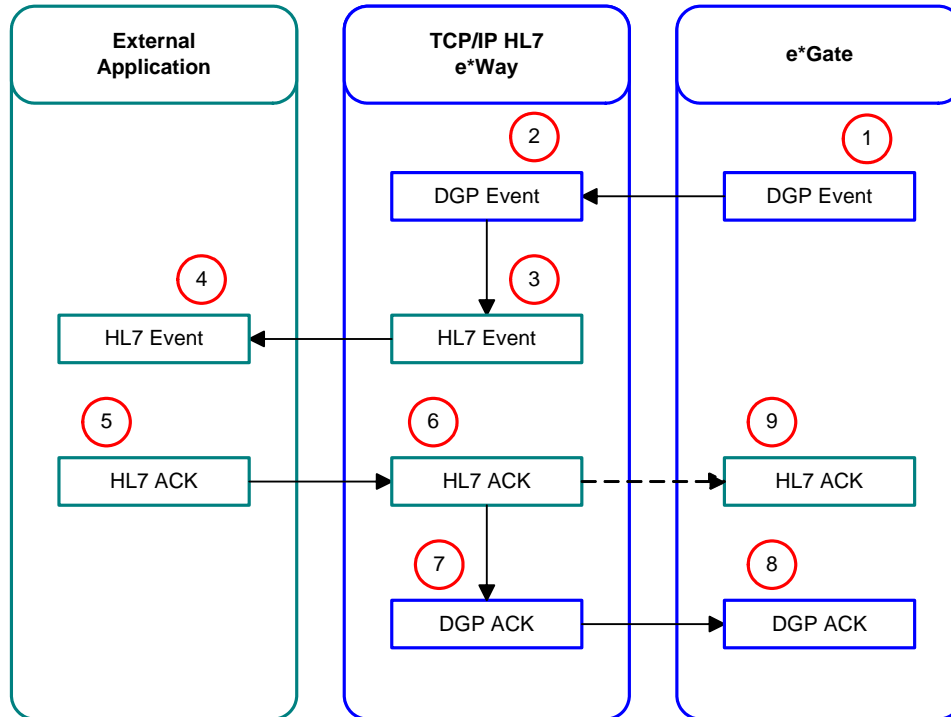 External
Application
TCP/IP HL7
e*Way
e*Gate
2
1
DGP Event
DGP Event
4
3
HL7 Event
HL7 Event
5
6
9
HL7 ACK
HL7 ACK
HL7 ACK
7
8
DGP ACK
DGP ACK